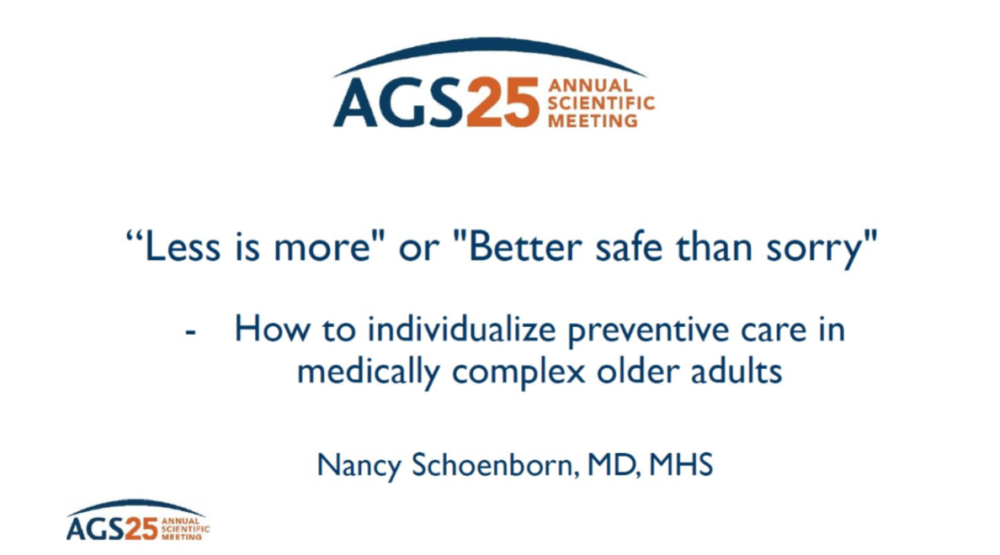 AGS25 ANNUAL
SCIENTIFIC
MEETING
“Less is more" or "Better safe than sorry"
- How to individualize preventive care in
medically complex older adults
Nancy Schoenborn, MD, MHS
AGS25 ANNUAL
SCIENTIFIC
MEETING